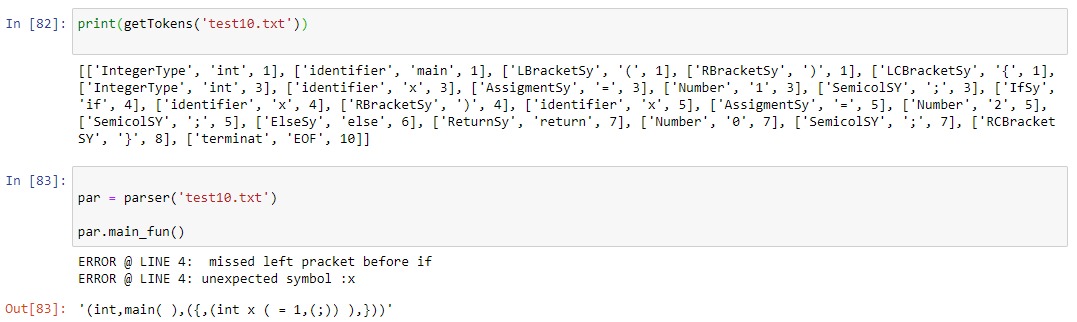 In [82]: print(getTokens('test10.txt'))
[['IntegerType', 'int', 1], ['identifier', 'main', 1], ['LBracketSy', '(', 1], ['RBracketSy', ')', 1], ['LCBracketSy', '{', 1],
['IntegerType', 'int', 3], ['identifier', 'x', 3], ['AssigmentSy', '=', 3], ['Number', '1', 3], ['SemicolSY', ';', 3], ['IfSy',
'if', 4], ['identifier', 'x', 4], ['RBracketSy', ')', 4], ['identifier', 'x', 5], ['AssigmentSy', '=', 5], ['Number', '2', 5],
['SemicolSY', ';', 5], ['ElseSy', 'else', 6], ['ReturnSy', 'return', 7], ['Number', '0', 7], ['SemicolSY', ';', 7], ['RCBracket
SY', '}', 8], ['terminat', 'EOF', 10]]
In [83]:
par = parser('test10.txt')
par.main_fun()
ERROR @ LINE 4:  missed left pracket before if
ERROR @ LINE 4: unexpected symbol :x
Out[83]: '(int,main( ),({,(int x ( = 1,(;)) ),}))'